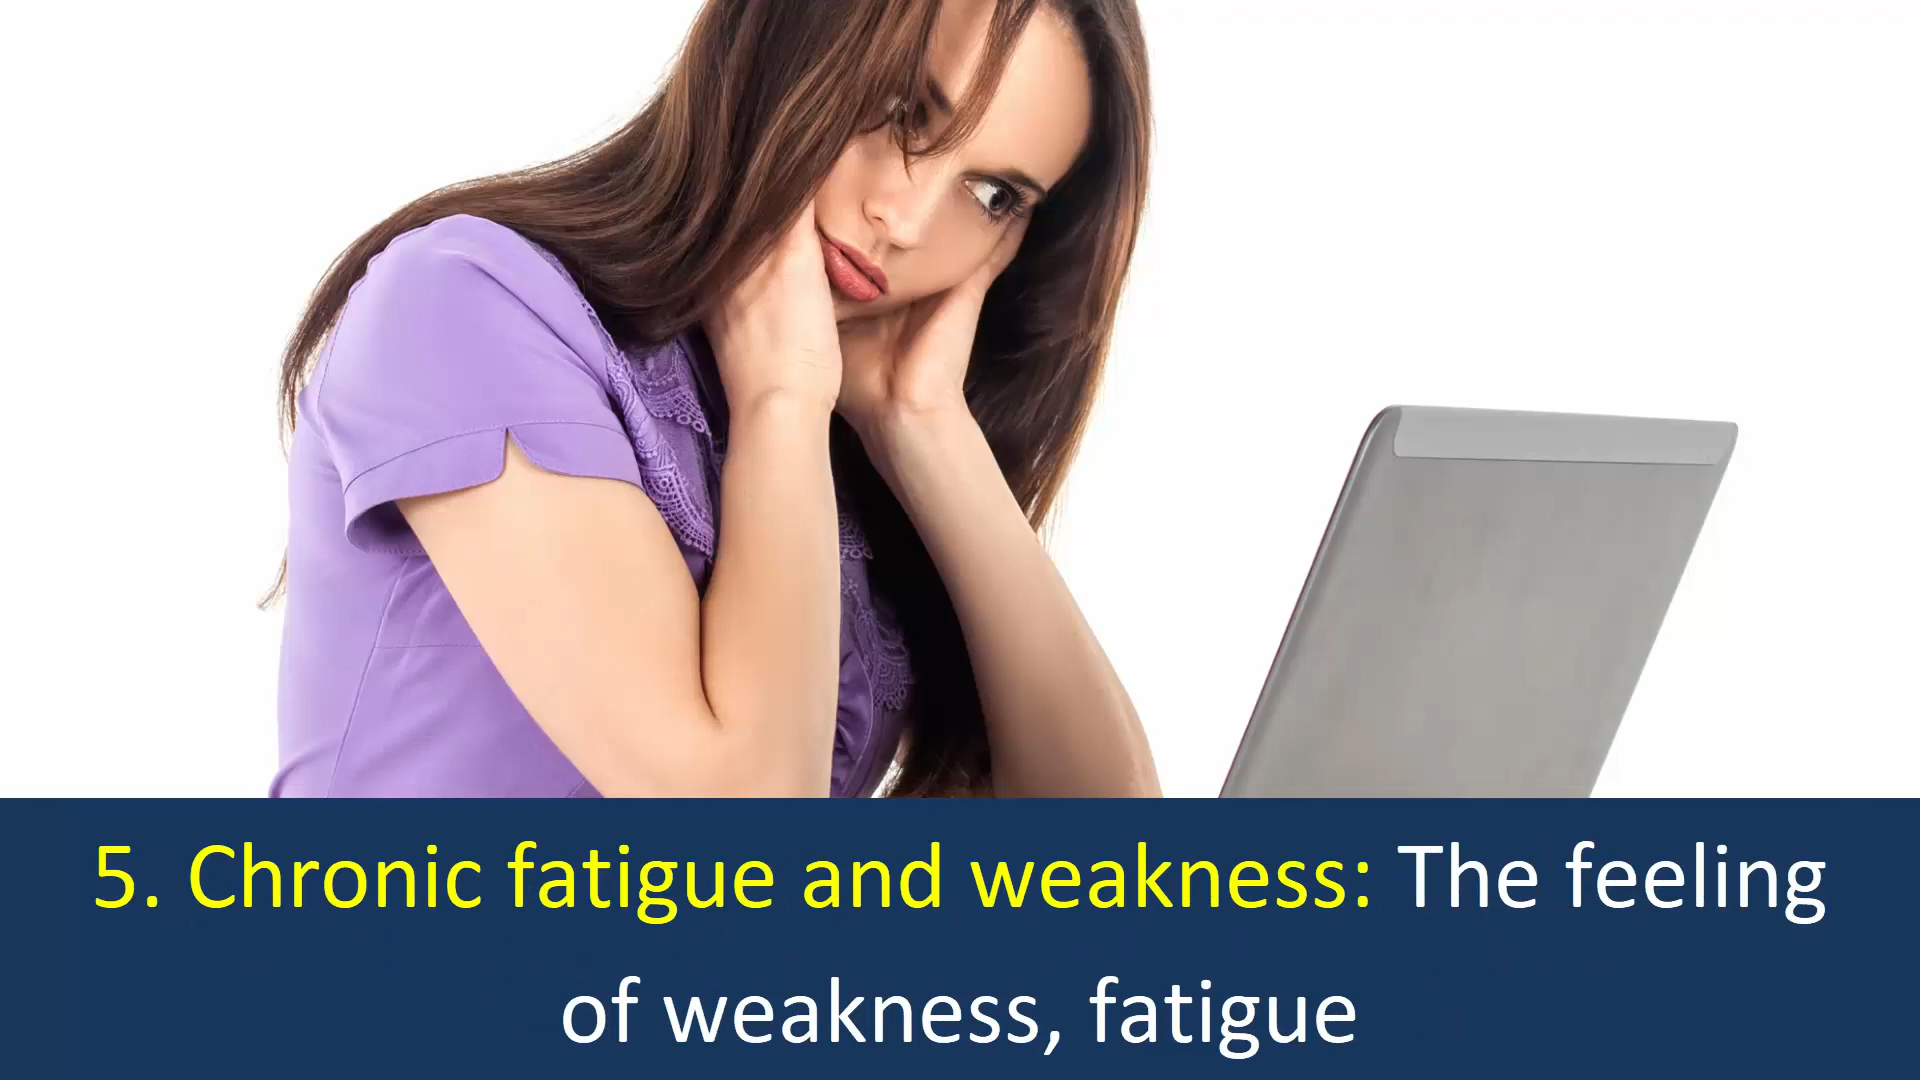 5. Chronic fatigue and weakness: The feeling
of weakness, fatigue